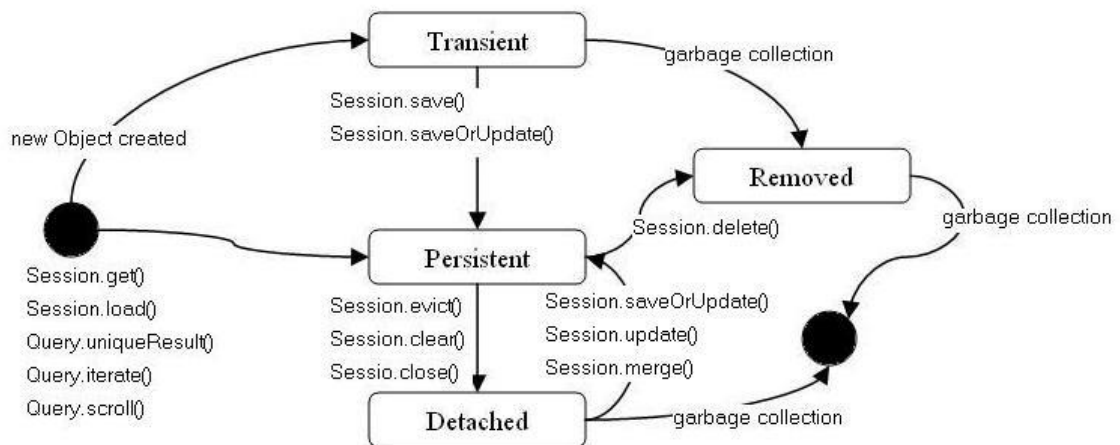 Transient
garbage collection
Session.save()
Session.saveOrUpdate()
new Object created
Removed
garbage collection
Session.delete()
Persistent
Session.get()
Session.load()
Query.uniqueResult()
Query.iterate()
Query.scroll()
Session.evict()
Session.clear()
Sessio.close()
Session.saveOrUpdate()
Session.update()
Session.merge()
Detached
garbage collection